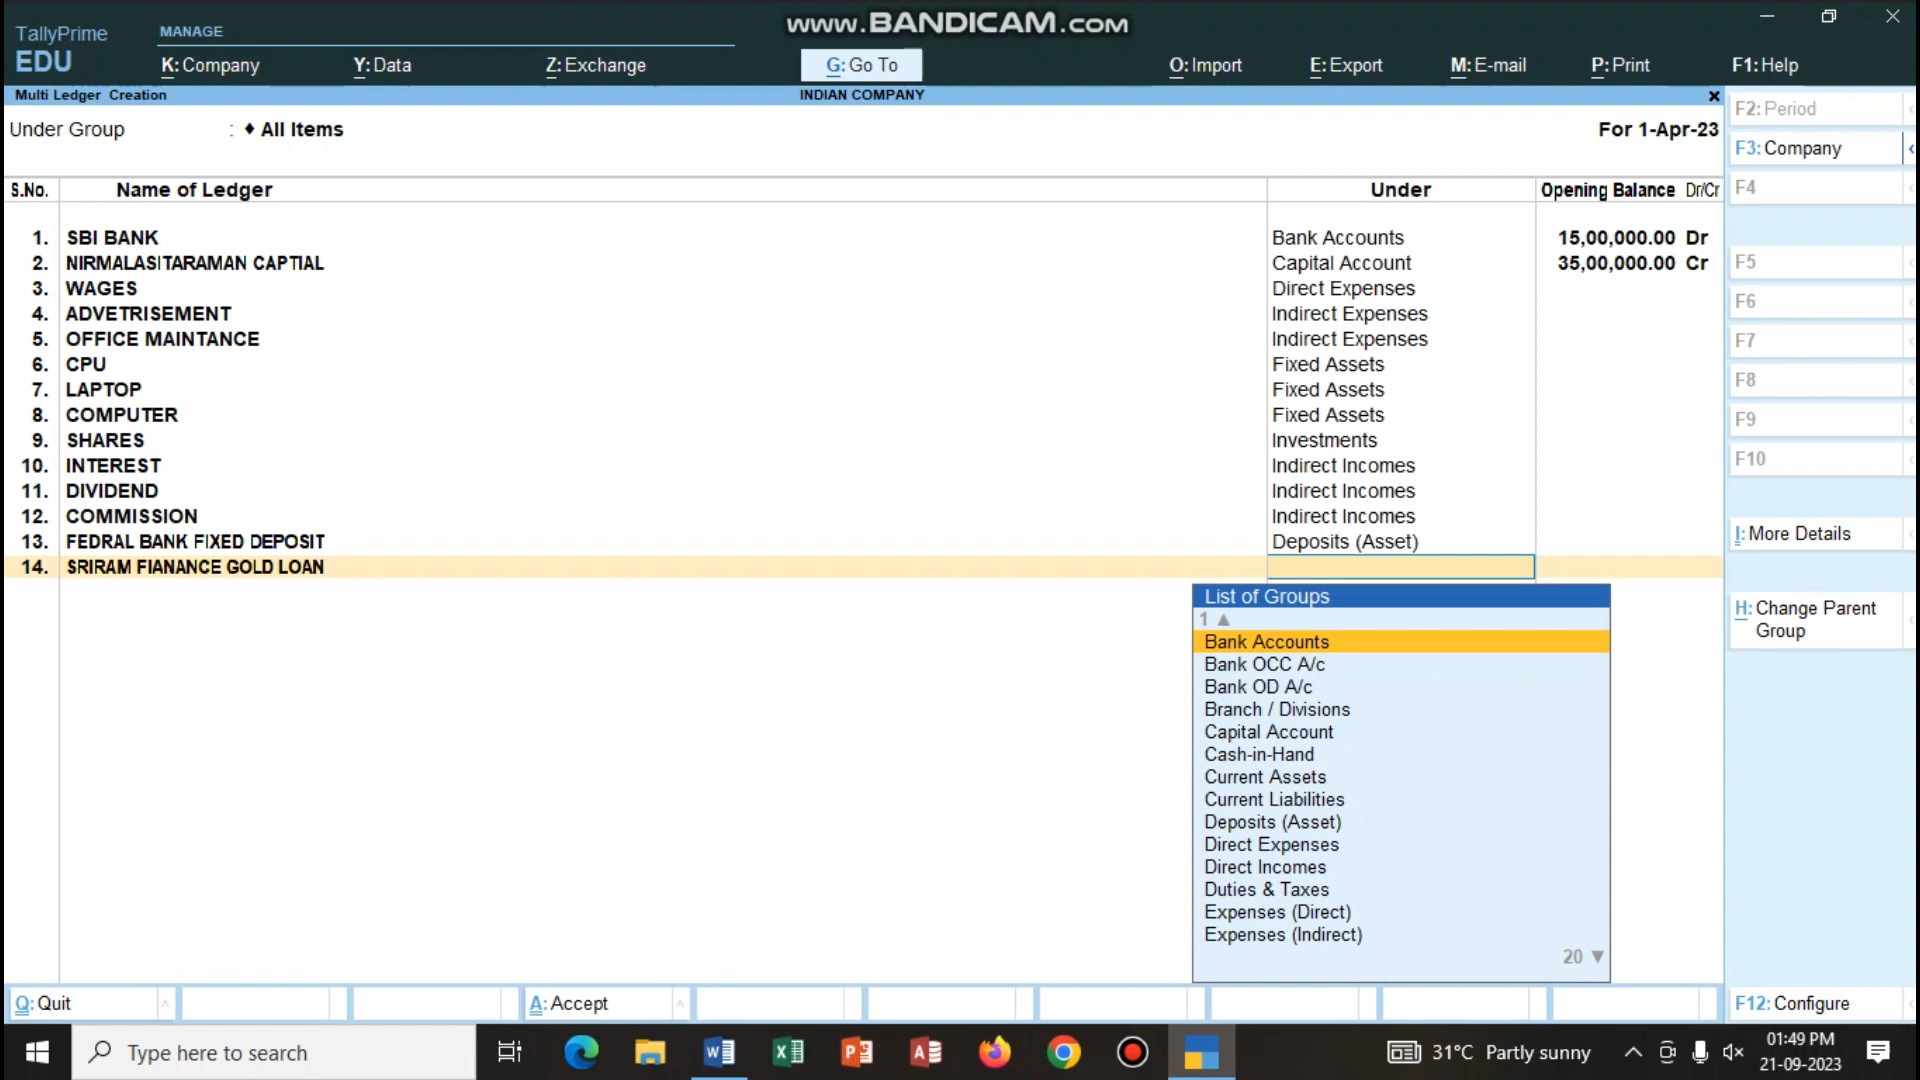 www.BANDICAM.com
TallyPrime
EDU
MANAGE
K: Company
Y: Data
Z: Exchange
G: Go To
O: Import
E: Export
M: E-mail
P: Print
F1: Help
Multi Ledger Creation
INDIAN COMPANY
Under Group : ♦ All Items
For 1-Apr-23
S.No. Name of Ledger Under Opening Balance Dr/Cr
1. SBI BANK Bank Accounts 15,00,000.00 Dr
2. NIRMALASITARAMAN CAPTIAL Capital Account 35,00,000.00 Cr
3. WAGES Direct Expenses
4. ADVETRISEMENT Indirect Expenses
5. OFFICE MAINTANCE Indirect Expenses
6. CPU Fixed Assets
7. LAPTOP Fixed Assets
8. COMPUTER Fixed Assets
9. SHARES Investments
10. INTEREST Indirect Incomes
11. DIVIDEND Indirect Incomes
12. COMMISSION Indirect Incomes
13. FEDRAL BANK FIXED DEPOSIT Deposits (Asset)
14. SRIRAM FIANANCE GOLD LOAN
List of Groups
1 ▲
Bank Accounts
Bank OCC A/c
Bank OD A/c
Branch / Divisions
Capital Account
Cash-in-Hand
Current Assets
Current Liabilities
Deposits (Asset)
Direct Expenses
Direct Incomes
Duties & Taxes
Expenses (Direct)
Expenses (Indirect)
20 ▼
F2: Period
F3: Company
F4
F5
F6
F7
F8
F9
F10
I: More Details
H: Change Parent
Group
Q: Quit
A: Accept
F12: Configure
Type here to search
31°C Partly sunny
01:49 PM
21-09-2023